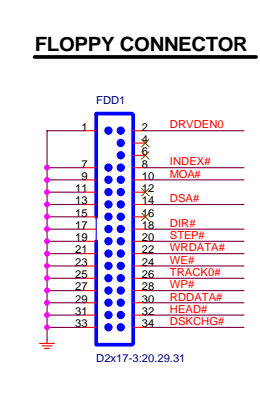 FLOPPY CONNECTOR
FDD1
1 2 DRVDEN0
4
6
7 8 INDEX#
9 10 MOA#
11 12
13 14 DSA#
15 16
17 18 DIR#
19 20 STEP#
21 22 WRDATA#
23 24 WE#
25 26 TRACK0#
27 28 WP#
29 30 RDDATA#
31 32 HEAD#
33 34 DSKCHG#
D2x17-3:20.29.31